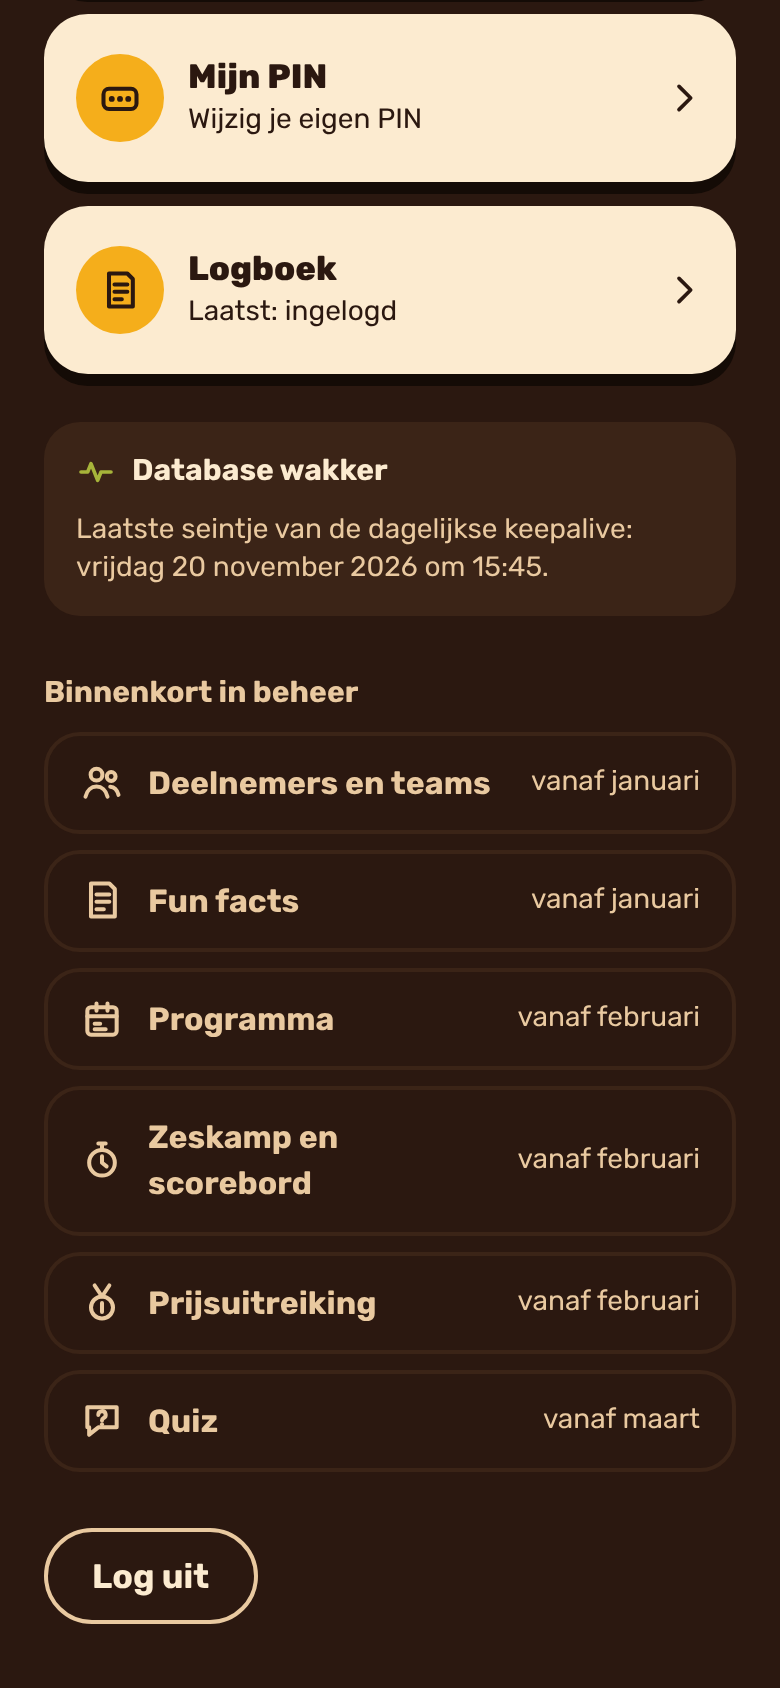 Mijn PIN
Wijzig je eigen PIN
Logboek
Laatst: ingelogd
Database wakker
Laatste seintje van de dagelijkse keepalive:
vrijdag 20 november 2026 om 15:45.
Binnenkort in beheer
Deelnemers en teams vanaf januari
Fun facts vanaf januari
Programma vanaf februari
Zeskamp en
scorebord
vanaf februari
Prijsuitreiking vanaf februari
Quiz vanaf maart
Log uit